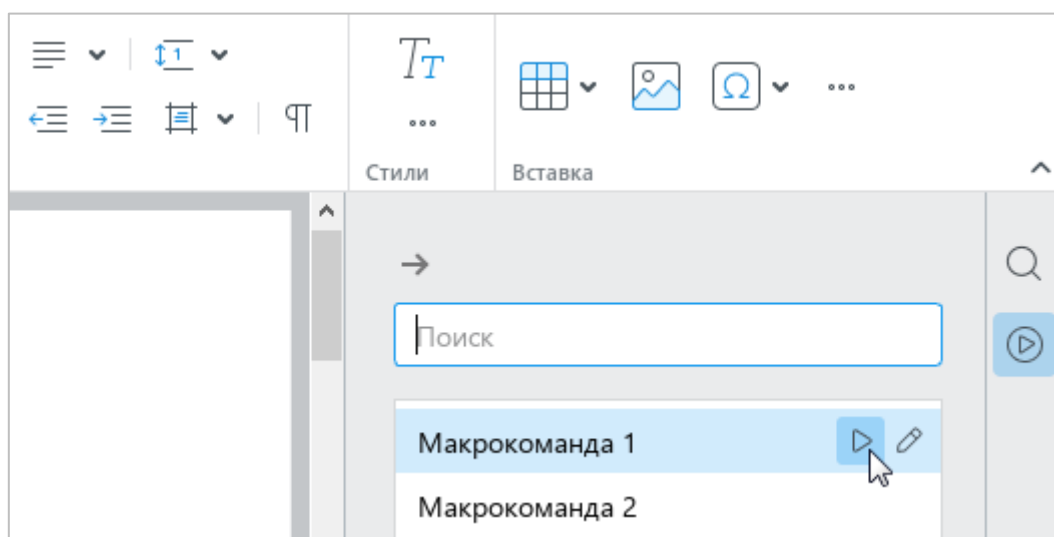 Стили
Вставка
Поиск
Макрокоманда 1
Макрокоманда 2